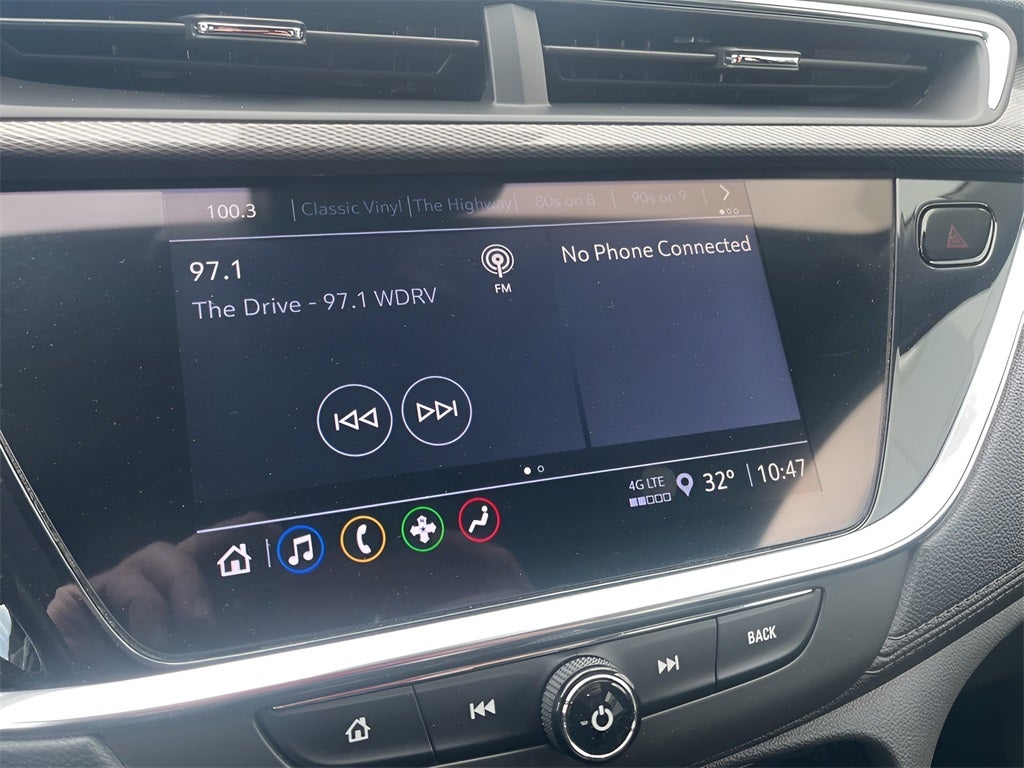 100.3 Classic Vinyl The Highway 80s on 8 90s on 9
97.1
The Drive - 97.1 WDRV
FM
No Phone Connected
4G LTE 32° 10:47
BACK